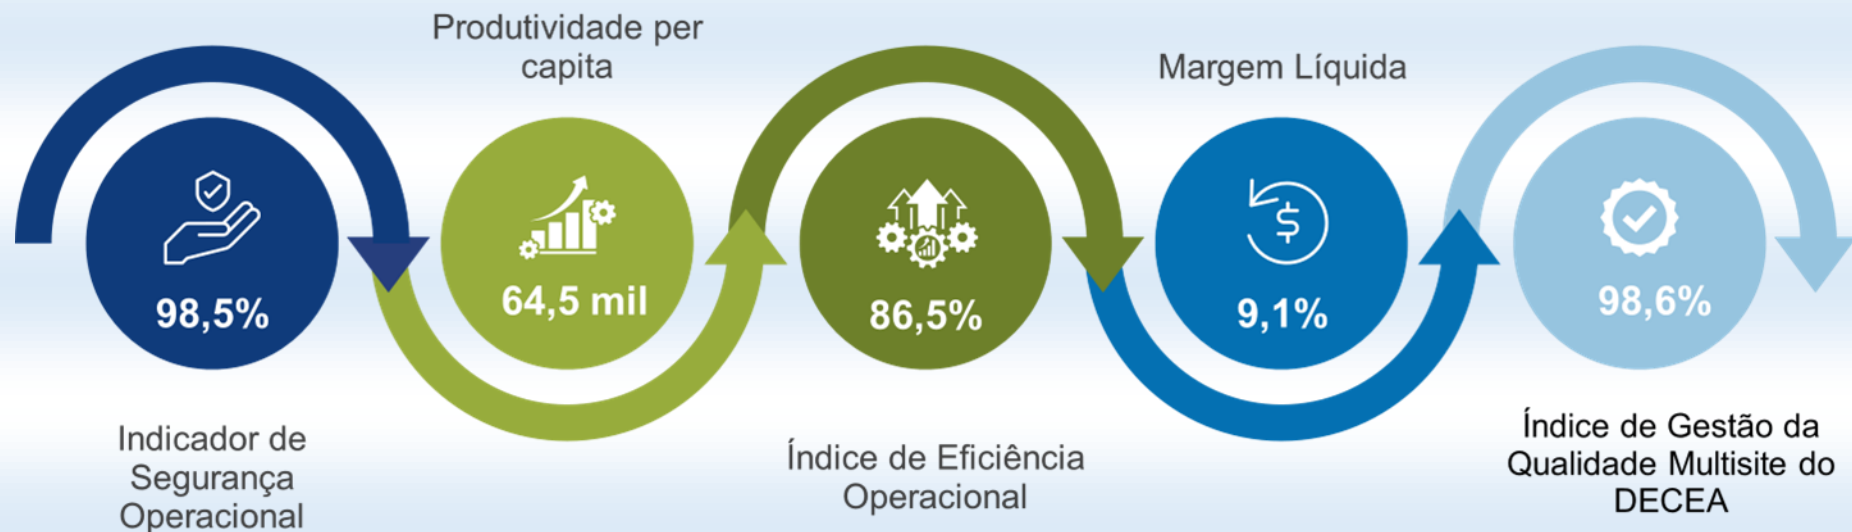 98,5%
Indicador de
Segurança
Operacional
Produtividade per
capita
64,5 mil
86,5%
Índice de Eficiência
Operacional
Margem Líquida
$
9,1%
98,6%
Índice de Gestão da
Qualidade Multisite do
DECEA